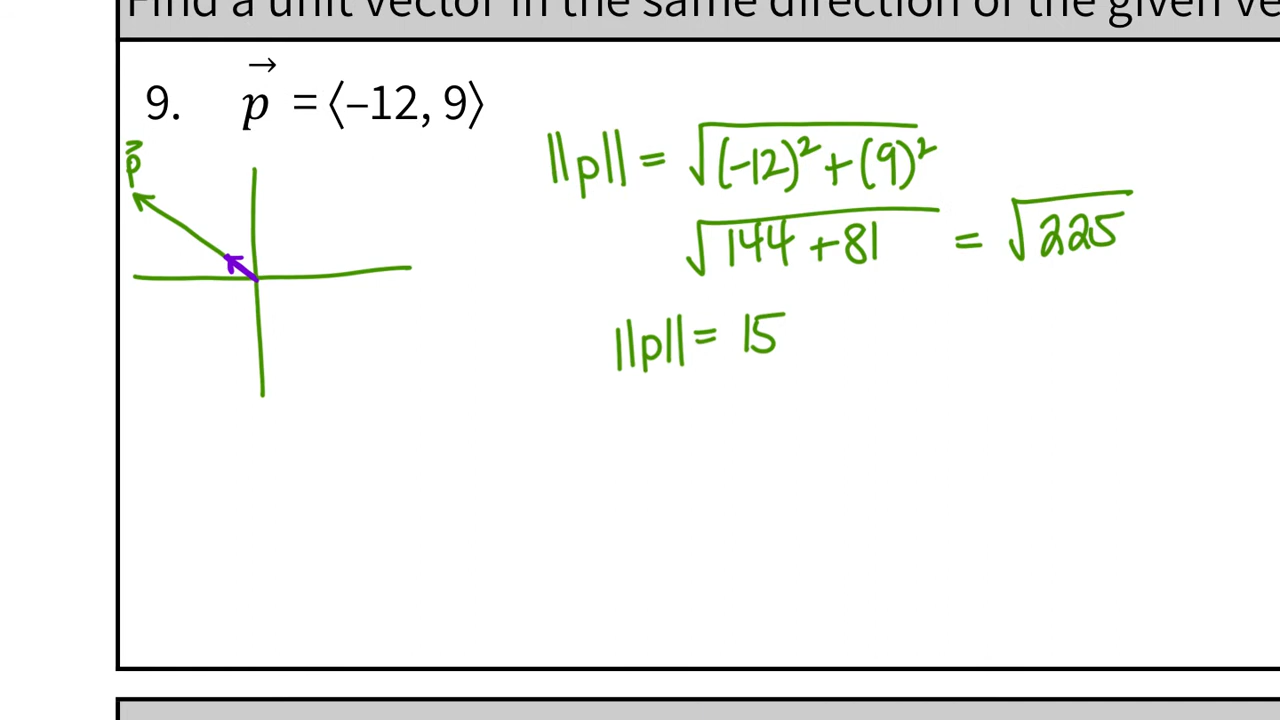 Find a unit vector in the same direction of the given ve
9. p⃗ = ⟨–12, 9⟩
p⃗
||p|| = √((-12)² + (9)²)
√(144 + 81) = √225
||p|| = 15